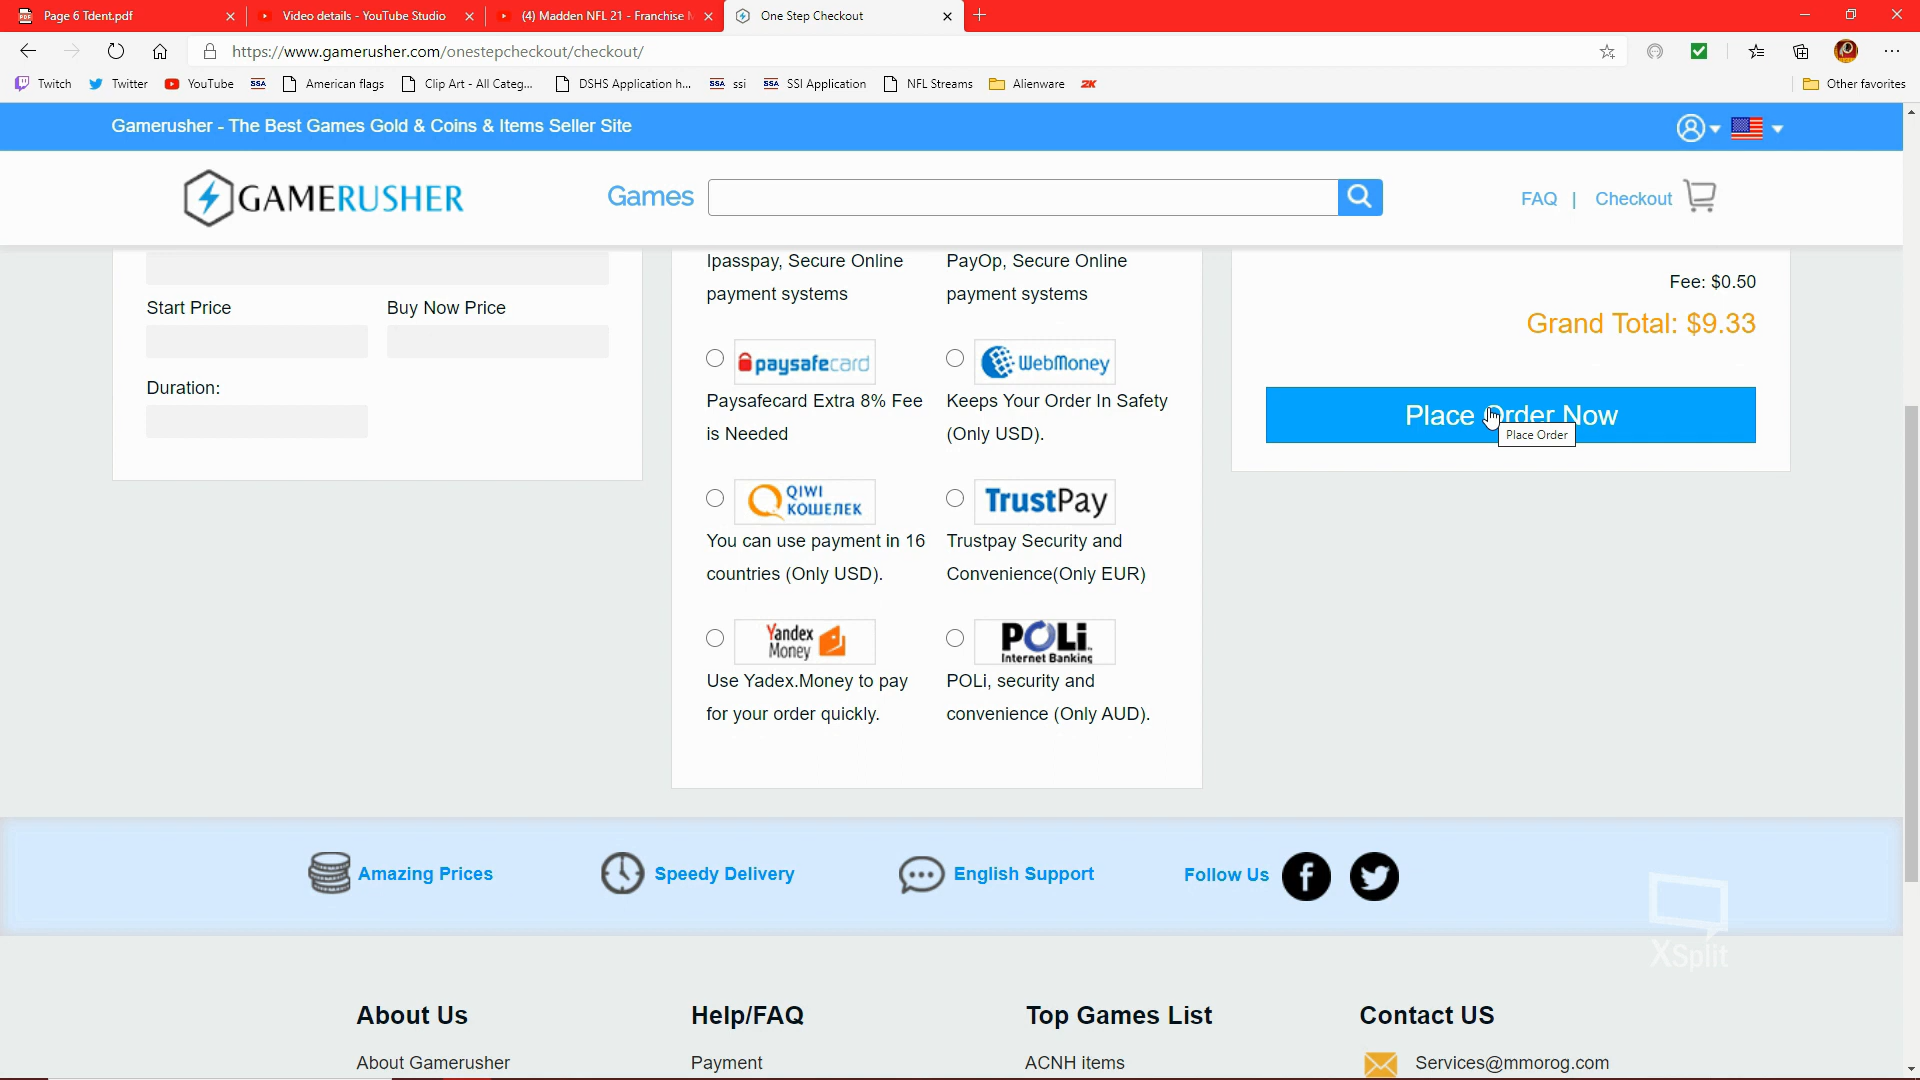 Page 6 Tdent.pdf
Video details - YouTube Studio
(4) Madden NFL 21 - Franchise
One Step Checkout
https://www.gamerusher.com/onestepcheckout/checkout/
Twitch
Twitter
YouTube
SSA
American flags
Clip Art - All Categ...
DSHS Application h...
SSA ssi
SSA SSI Application
NFL Streams
Alienware
2K
Other favorites
Gamerusher - The Best Games Gold & Coins & Items Seller Site
GAMERUSHER
Games
FAQ | Checkout
Start Price
Buy Now Price
Duration:
Ipasspay, Secure Online
payment systems
PayOp, Secure Online
payment systems
paysafecard
Paysafecard Extra 8% Fee
is Needed
WebMoney
Keeps Your Order In Safety
(Only USD).
QIWI
КОШЕЛЕК
You can use payment in 16
countries (Only USD).
TrustPay
Trustpay Security and
Convenience(Only EUR)
Yandex
Money
Use Yadex.Money to pay
for your order quickly.
POLi
Internet Banking
POLi, security and
convenience (Only AUD).
Fee: $0.50
Grand Total: $9.33
Place Order Now
Place Order
Amazing Prices
Speedy Delivery
English Support
Follow Us
XSplit
About Us
Help/FAQ
Top Games List
Contact US
About Gamerusher
Payment
ACNH items
Services@mmorog.com